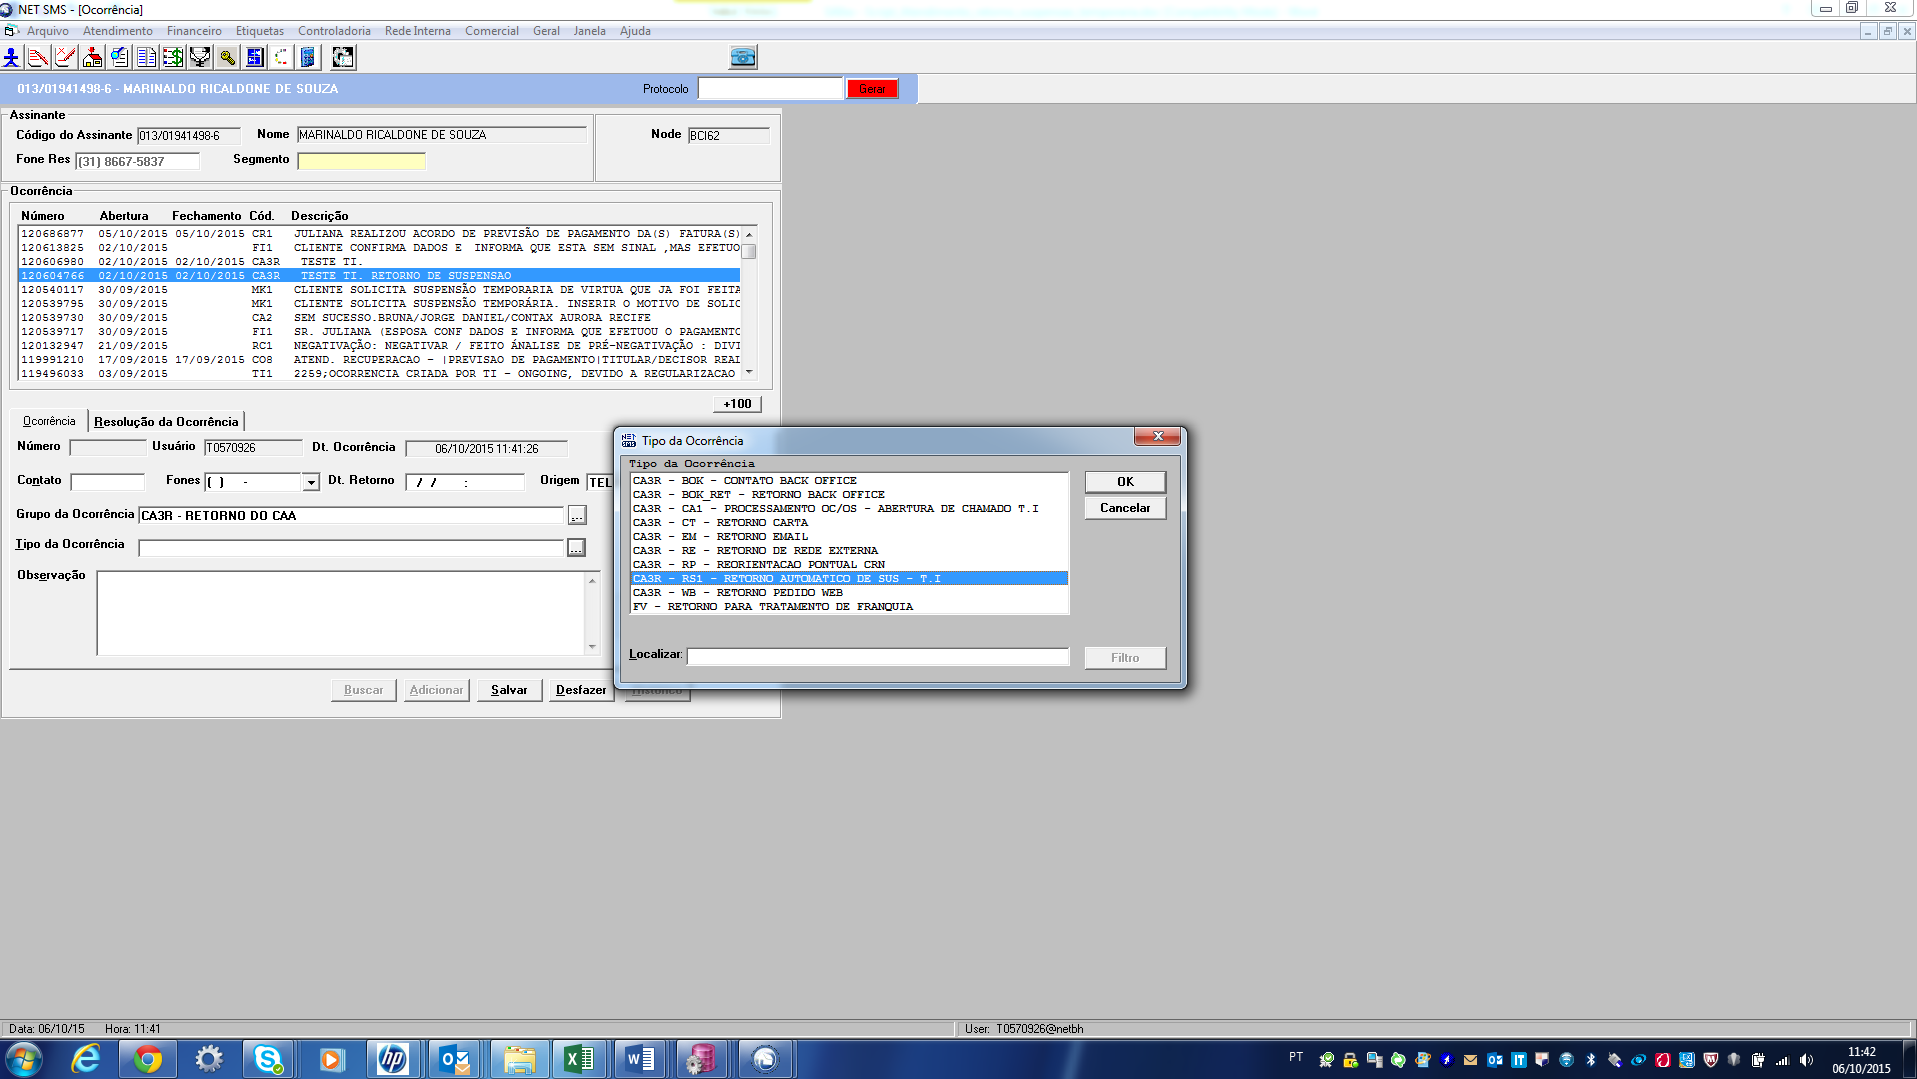 NET SMS - [Ocorrência]
Arquivo Atendimento Financeiro Etiquetas Controladoria Rede Interna Comercial Geral Janela Ajuda
013/01941498-6 - MARINALDO RICALDONE DE SOUZA Protocolo Gerar
Assinante
Código do Assinante 013/01941498-6 Nome MARINALDO RICALDONE DE SOUZA Node BCI62
Fone Res (31) 8667-5837 Segmento
Ocorrência
Número Abertura Fechamento Cód. Descrição
120686877 05/10/2015 05/10/2015 CR1 JULIANA REALIZOU ACORDO DE PREVISÃO DE PAGAMENTO DA(S) FATURA(S)
120613825 02/10/2015 FI1 CLIENTE CONFIRMA DADOS E INFORMA QUE ESTA SEM SINAL ,MAS EFETUO
120606980 02/10/2015 02/10/2015 CA3R TESTE TI.
120604766 02/10/2015 02/10/2015 CA3R TESTE TI. RETORNO DE SUSPENSAO
120540117 30/09/2015 MK1 CLIENTE SOLICITA SUSPENSÃO TEMPORARIA DE VIRTUA QUE JA FOI FEITA
120539795 30/09/2015 MK1 CLIENTE SOLICITA SUSPENSÃO TEMPORÁRIA. INSERIR O MOTIVO DE SOLIC
120539730 30/09/2015 CA2 SEM SUCESSO.BRUNA/JORGE DANIEL/CONTAX AURORA RECIFE
120539717 30/09/2015 FI1 SR. JULIANA (ESPOSA CONF DADOS E INFORMA QUE EFETUOU O PAGAMENTO
120132947 21/09/2015 RC1 NEGATIVAÇÃO: NEGATIVAR / FEITO ÁNALISE DE PRÉ-NEGATIVAÇÃO : DIVI
119991210 17/09/2015 17/09/2015 CO8 ATEND. RECUPERACAO - |PREVISAO DE PAGAMENTO|TITULAR/DECISOR REAI
119496033 03/09/2015 TI1 2259;OCORRENCIA CRIADA POR TI - ONGOING, DEVIDO A REGULARIZACAO
+100
Ocorrência Resolução da Ocorrência
Número Usuário T0570926 Dt. Ocorrência 06/10/2015 11:41:26
Contato Fones ( ) - Dt. Retorno / / : Origem TEL
Grupo da Ocorrência CA3R - RETORNO DO CAA ...
Tipo da Ocorrência ...
Observação
Buscar Adicionar Salvar Desfazer Histórico
Tipo da Ocorrência
Tipo da Ocorrência
CA3R - BOK - CONTATO BACK OFFICE
CA3R - BOK_RET - RETORNO BACK OFFICE
CA3R - CA1 - PROCESSAMENTO OC/OS - ABERTURA DE CHAMADO T.I
CA3R - CT - RETORNO CARTA
CA3R - EM - RETORNO EMAIL
CA3R - RE - RETORNO DE REDE EXTERNA
CA3R - RP - REORIENTACAO PONTUAL CRN
CA3R - RS1 - RETORNO AUTOMATICO DE SUS - T.I
CA3R - WB - RETORNO PEDIDO WEB
FV - RETORNO PARA TRATAMENTO DE FRANQUIA
OK
Cancelar
Localizar: Filtro
Data: 06/10/15 Hora: 11:41 User: T0570926@netbh
PT 11:42
06/10/2015